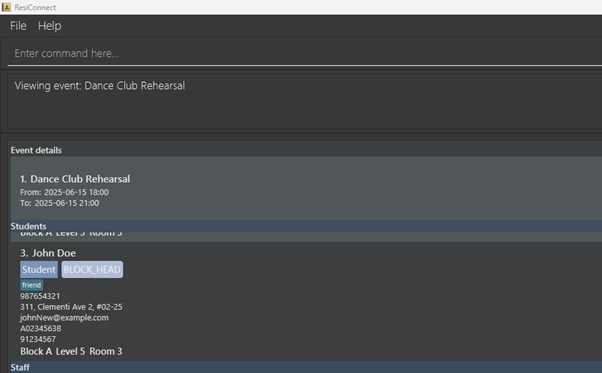 ResiConnect
File Help
Enter command here...
Viewing event: Dance Club Rehearsal
Event details
1. Dance Club Rehearsal
From: 2025-06-15 18:00
To: 2025-06-15 21:00
Students
Block A Level 5 Room 3
3. John Doe
Student BLOCK_HEAD
friend
987654321
311, Clementi Ave 2, #02-25
johnNew@example.com
A0234563B
91234567
Block A Level 5 Room 3
Staff